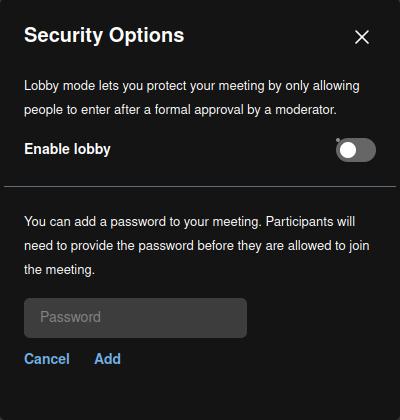 Security Options
Lobby mode lets you protect your meeting by only allowing
people to enter after a formal approval by a moderator.
Enable lobby
You can add a password to your meeting. Participants will
need to provide the password before they are allowed to join
the meeting.
Password
Cancel Add